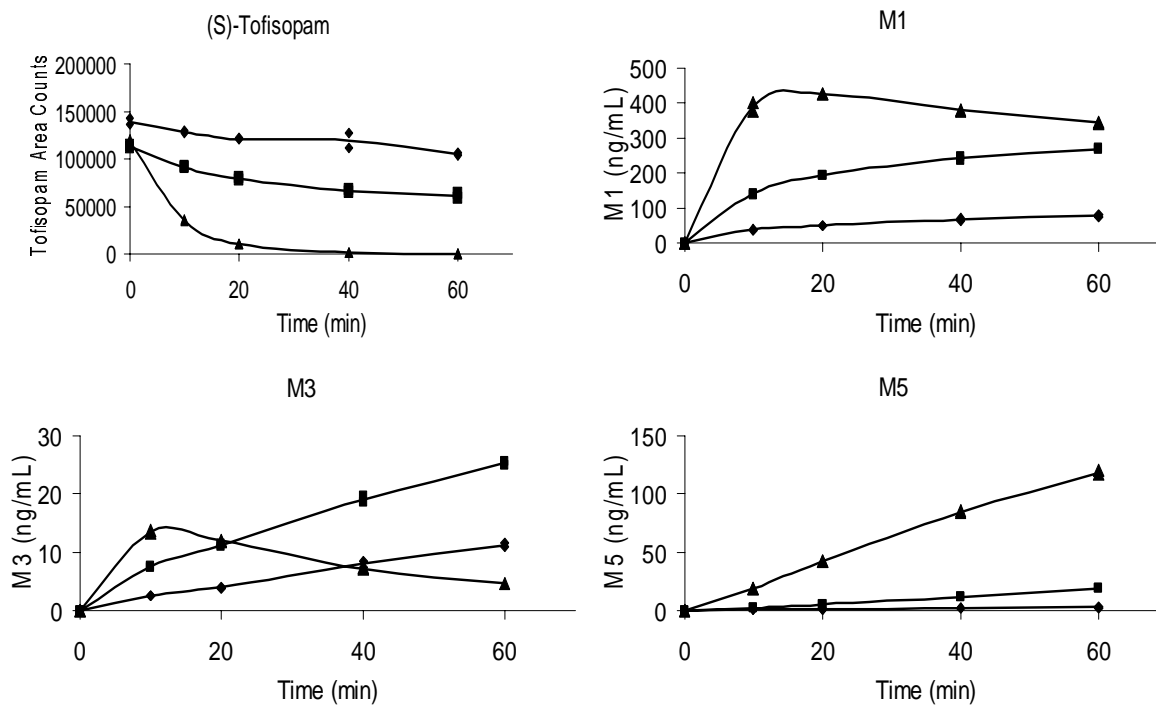 (S)-Tofisopam
Tofisopam Area Counts
200000
150000
100000
50000
0
0 20 40 60
Time (min)
M1
M1 (ng/mL)
500
400
300
200
100
0
0 20 40 60
Time (min)
M3
M3 (ng/mL)
30
20
10
0
0 20 40 60
Time (min)
M5
M5 (ng/mL)
150
100
50
0
0 20 40 60
Time (min)